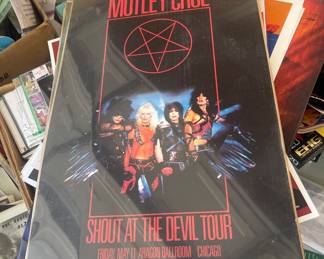 MÖTLEY CRÜE
SHOUT AT THE DEVIL TOUR
FRIDAY, MAY 11 ARAGON BALLROOM CHICAGO